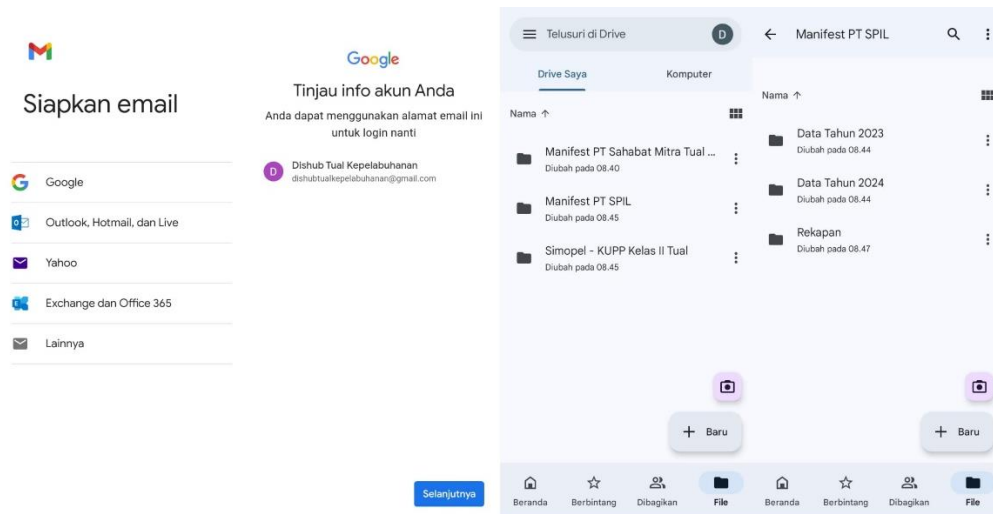 Siapkan email
Google
Outlook, Hotmail, dan Live
Yahoo
Exchange dan Office 365
Lainnya
Google
Tinjau info akun Anda
Anda dapat menggunakan alamat email ini
untuk login nanti
D
Dishub Tual Kepelabuhanan
dishubtualkepelabuhanan@gmail.com
Selanjutnya
Telusuri di Drive
D
Drive Saya
Komputer
Nama ↑
Manifest PT Sahabat Mitra Tual ...
Diubah pada 08.40
Manifest PT SPIL
Diubah pada 08.45
Simopel - KUPP Kelas II Tual
Diubah pada 08.45
+ Baru
Beranda Berbintang Dibagikan File
← Manifest PT SPIL
Nama ↑
Data Tahun 2023
Diubah pada 08.44
Data Tahun 2024
Diubah pada 08.44
Rekapan
Diubah pada 08.47
+ Baru
Beranda Berbintang Dibagikan File